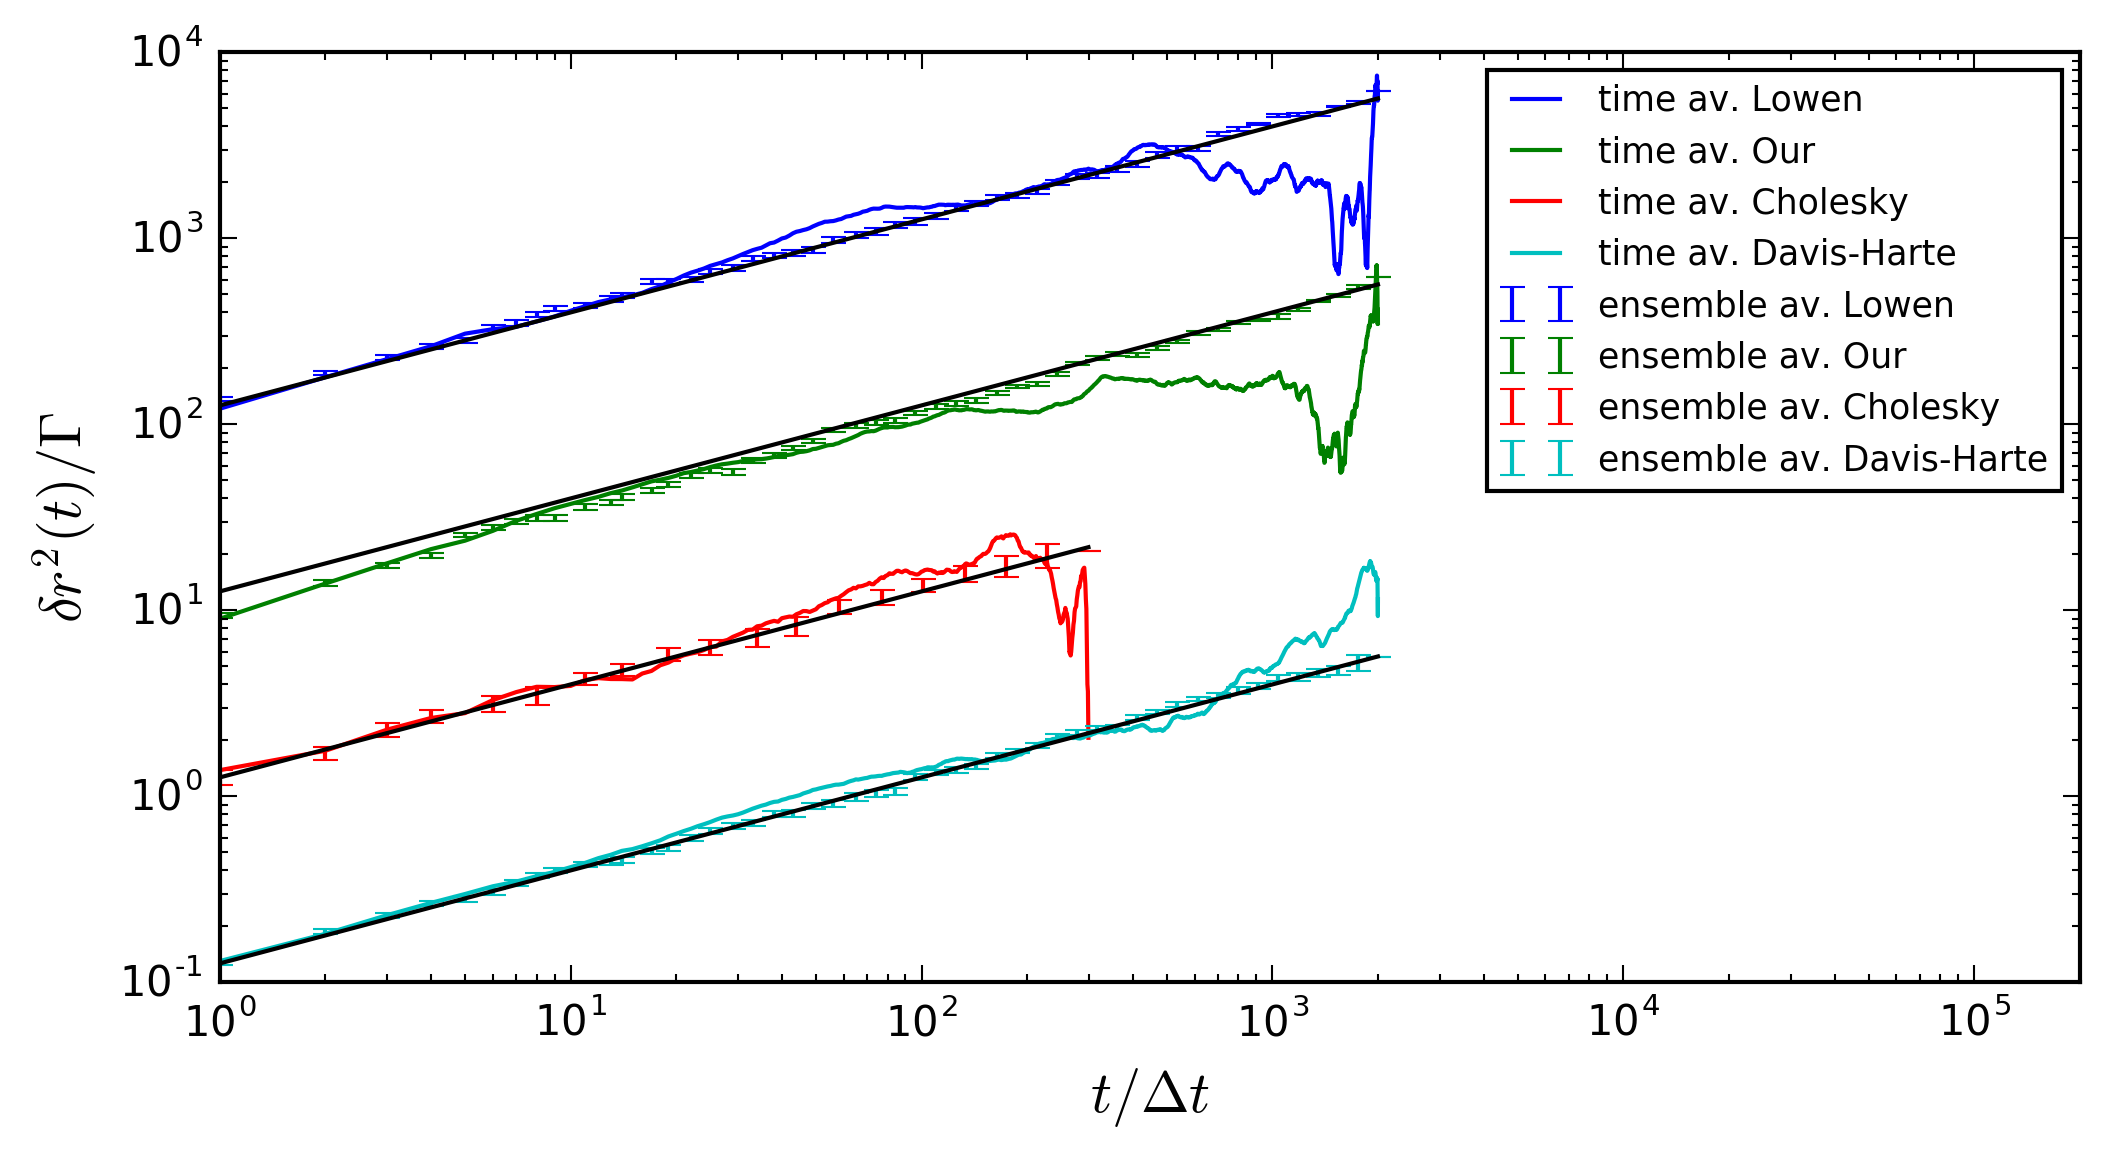 10^4
10^3
10^2
10^1
10^0
10^-1
δr^2(t)/Γ
10^0 10^1 10^2 10^3 10^4 10^5
t/Δt
time av. Lowen
time av. Our
time av. Cholesky
time av. Davis-Harte
ensemble av. Lowen
ensemble av. Our
ensemble av. Cholesky
ensemble av. Davis-Harte